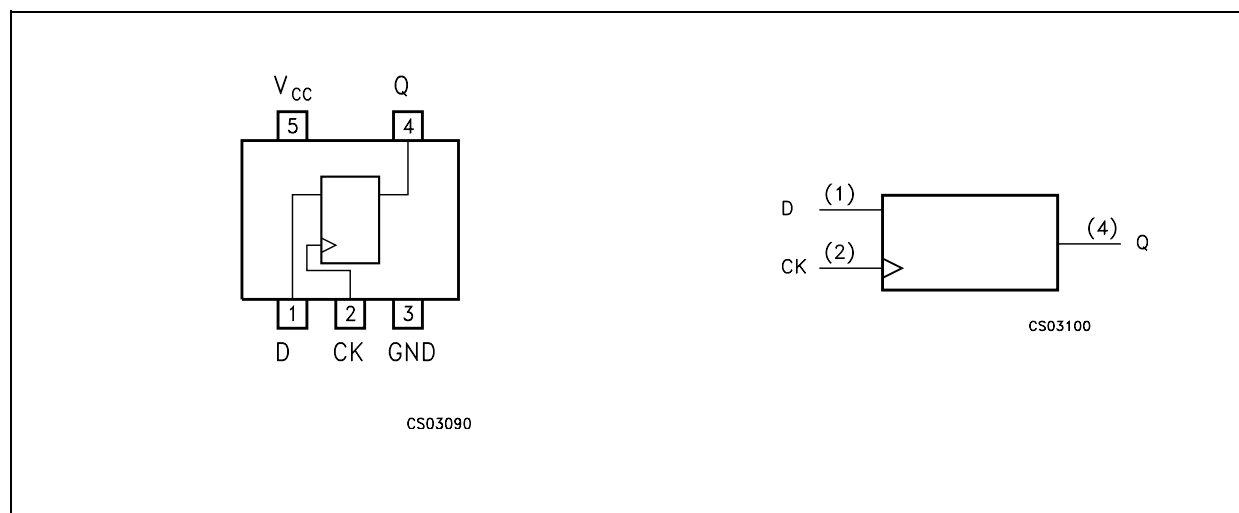 V CC Q
5 4
1 2 3
D CK GND
CS03090
D (1)
CK (2)
(4) Q
CS03100